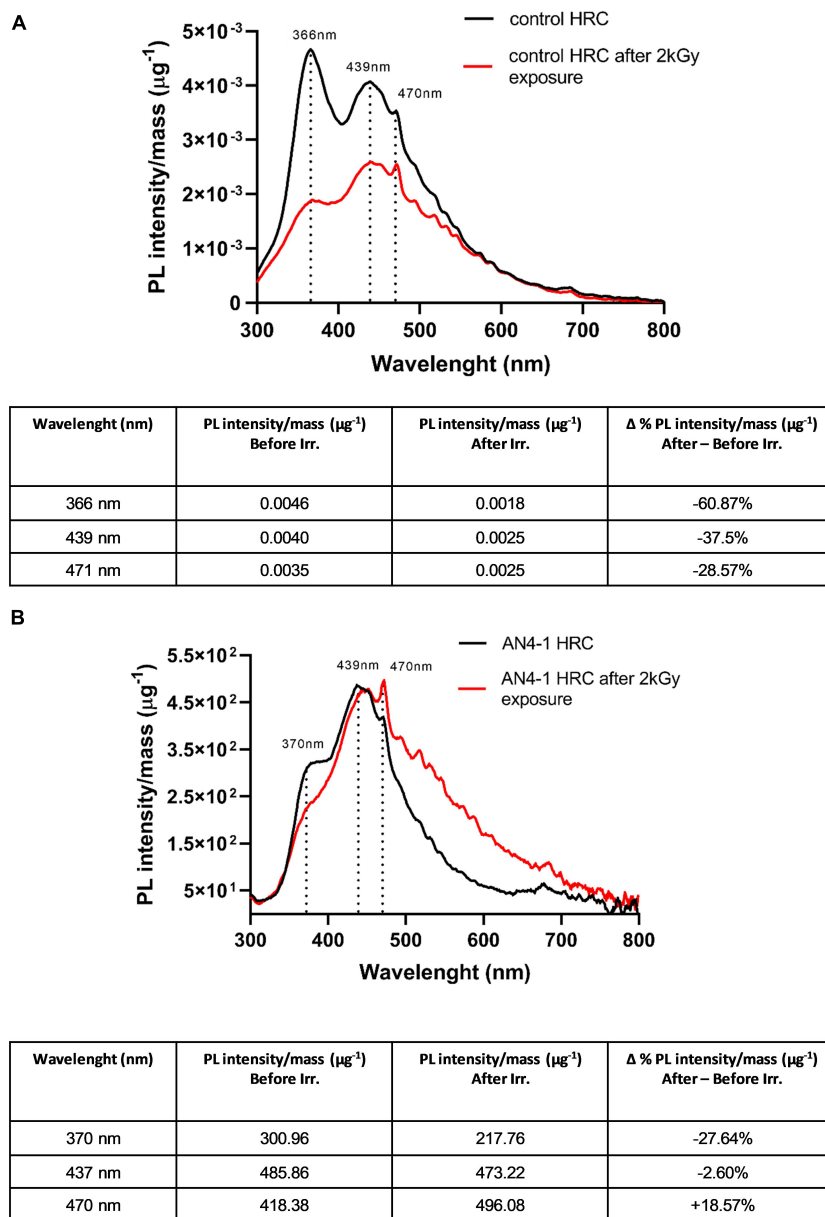 A
control HRC
control HRC after 2kGy
exposure
366nm
439nm
470nm
5×10⁻³
4×10⁻³
3×10⁻³
2×10⁻³
1×10⁻³
0
PL intensity/mass (µg⁻¹)
300 400 500 600 700 800
Wavelenght (nm)
Wavelenght (nm) PL intensity/mass (µg⁻¹) PL intensity/mass (µg⁻¹) Δ % PL intensity/mass (µg⁻¹)
Before Irr. After Irr. After – Before Irr.
366 nm 0.0046 0.0018 -60.87%
439 nm 0.0040 0.0025 -37.5%
471 nm 0.0035 0.0025 -28.57%
B
AN4-1 HRC
AN4-1 HRC after 2kGy
exposure
370nm
439nm
470nm
5.5×10²
4.5×10²
3.5×10²
2.5×10²
1.5×10²
5×10¹
PL intensity/mass (µg⁻¹)
300 400 500 600 700 800
Wavelenght (nm)
Wavelenght (nm) PL intensity/mass (µg⁻¹) PL intensity/mass (µg⁻¹) Δ % PL intensity/mass (µg⁻¹)
Before Irr. After Irr. After – Before Irr.
370 nm 300.96 217.76 -27.64%
437 nm 485.86 473.22 -2.60%
470 nm 418.38 496.08 +18.57%